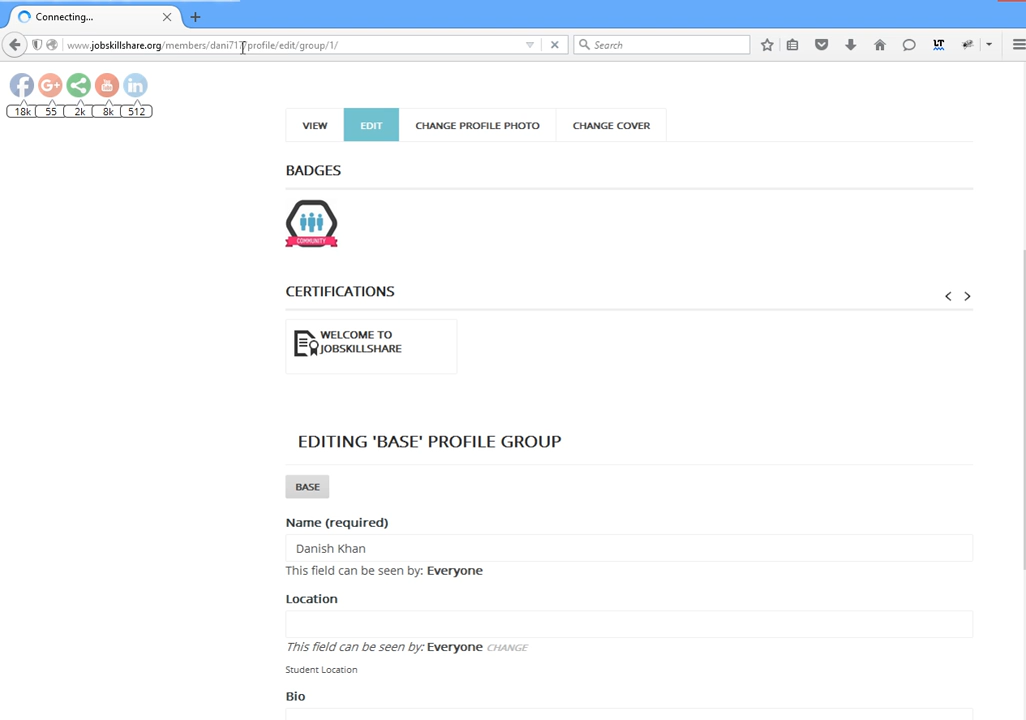 Connecting...
www.jobskillshare.org/members/dani717/profile/edit/group/1/
Search
18k 55 2k 8k 512
VIEW EDIT CHANGE PROFILE PHOTO CHANGE COVER
BADGES
COMMUNITY
CERTIFICATIONS
WELCOME TO
JOBSKILLSHARE
EDITING 'BASE' PROFILE GROUP
BASE
Name (required)
Danish Khan
This field can be seen by: Everyone
Location
This field can be seen by: Everyone CHANGE
Student Location
Bio